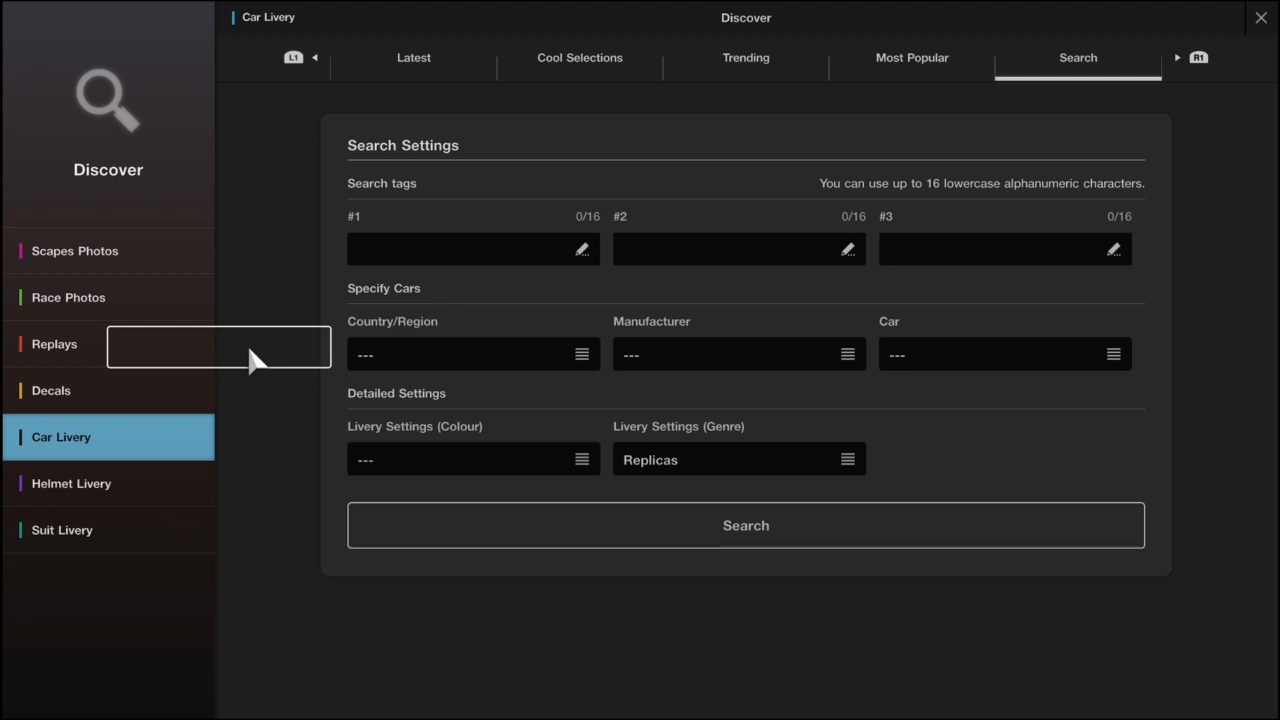 Car Livery
Discover
L1
Latest
Cool Selections
Trending
Most Popular
Search
R1
Discover
Scapes Photos
Race Photos
Replays
Decals
Car Livery
Helmet Livery
Suit Livery
Search Settings
Search tags
You can use up to 16 lowercase alphanumeric characters.
#1 0/16
#2 0/16
#3 0/16
Specify Cars
Country/Region
Manufacturer
Car
---
---
---
Detailed Settings
Livery Settings (Colour)
Livery Settings (Genre)
---
Replicas
Search